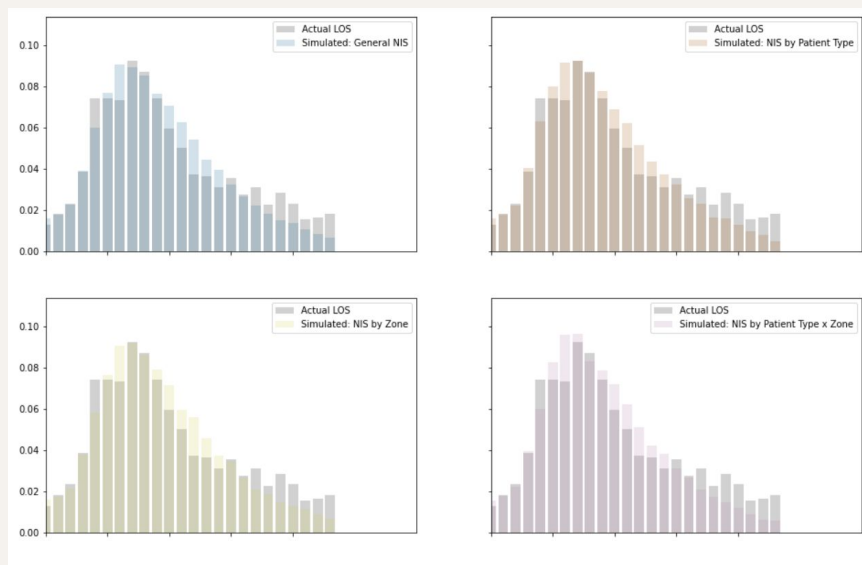 Actual LOS
Simulated: General NIS
0.10
0.08
0.06
0.04
0.02
0.00
Actual LOS
Simulated: NIS by Patient Type
Actual LOS
Simulated: NIS by Zone
0.10
0.08
0.06
0.04
0.02
0.00
Actual LOS
Simulated: NIS by Patient Type x Zone